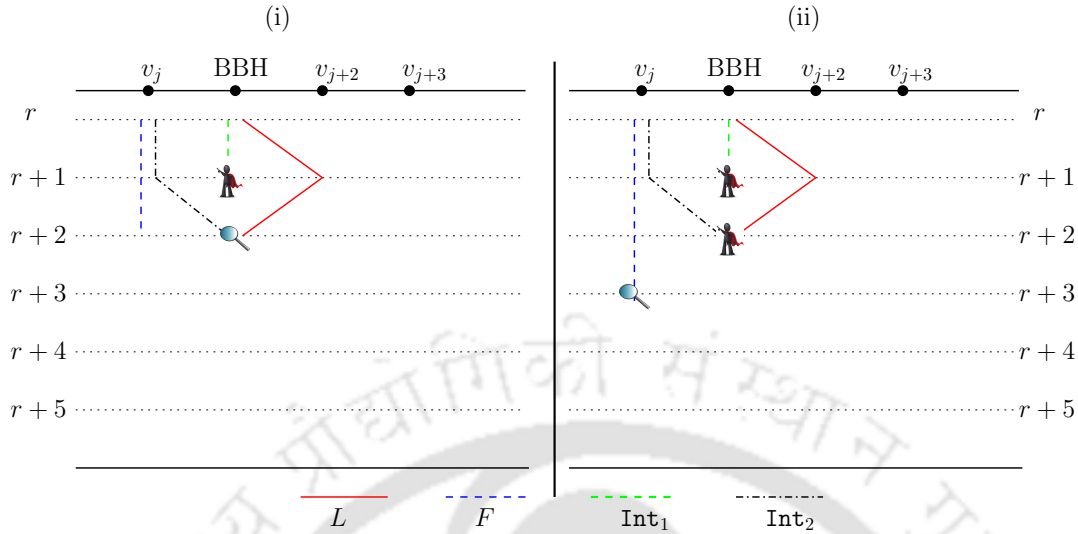 (i) (ii)
v_j BBH v_{j+2} v_{j+3} v_j BBH v_{j+2} v_{j+3}
r r
r + 1 r + 1
r + 2 r + 2
r + 3 r + 3
r + 4 r + 4
r + 5 r + 5
L F Int_1 Int_2